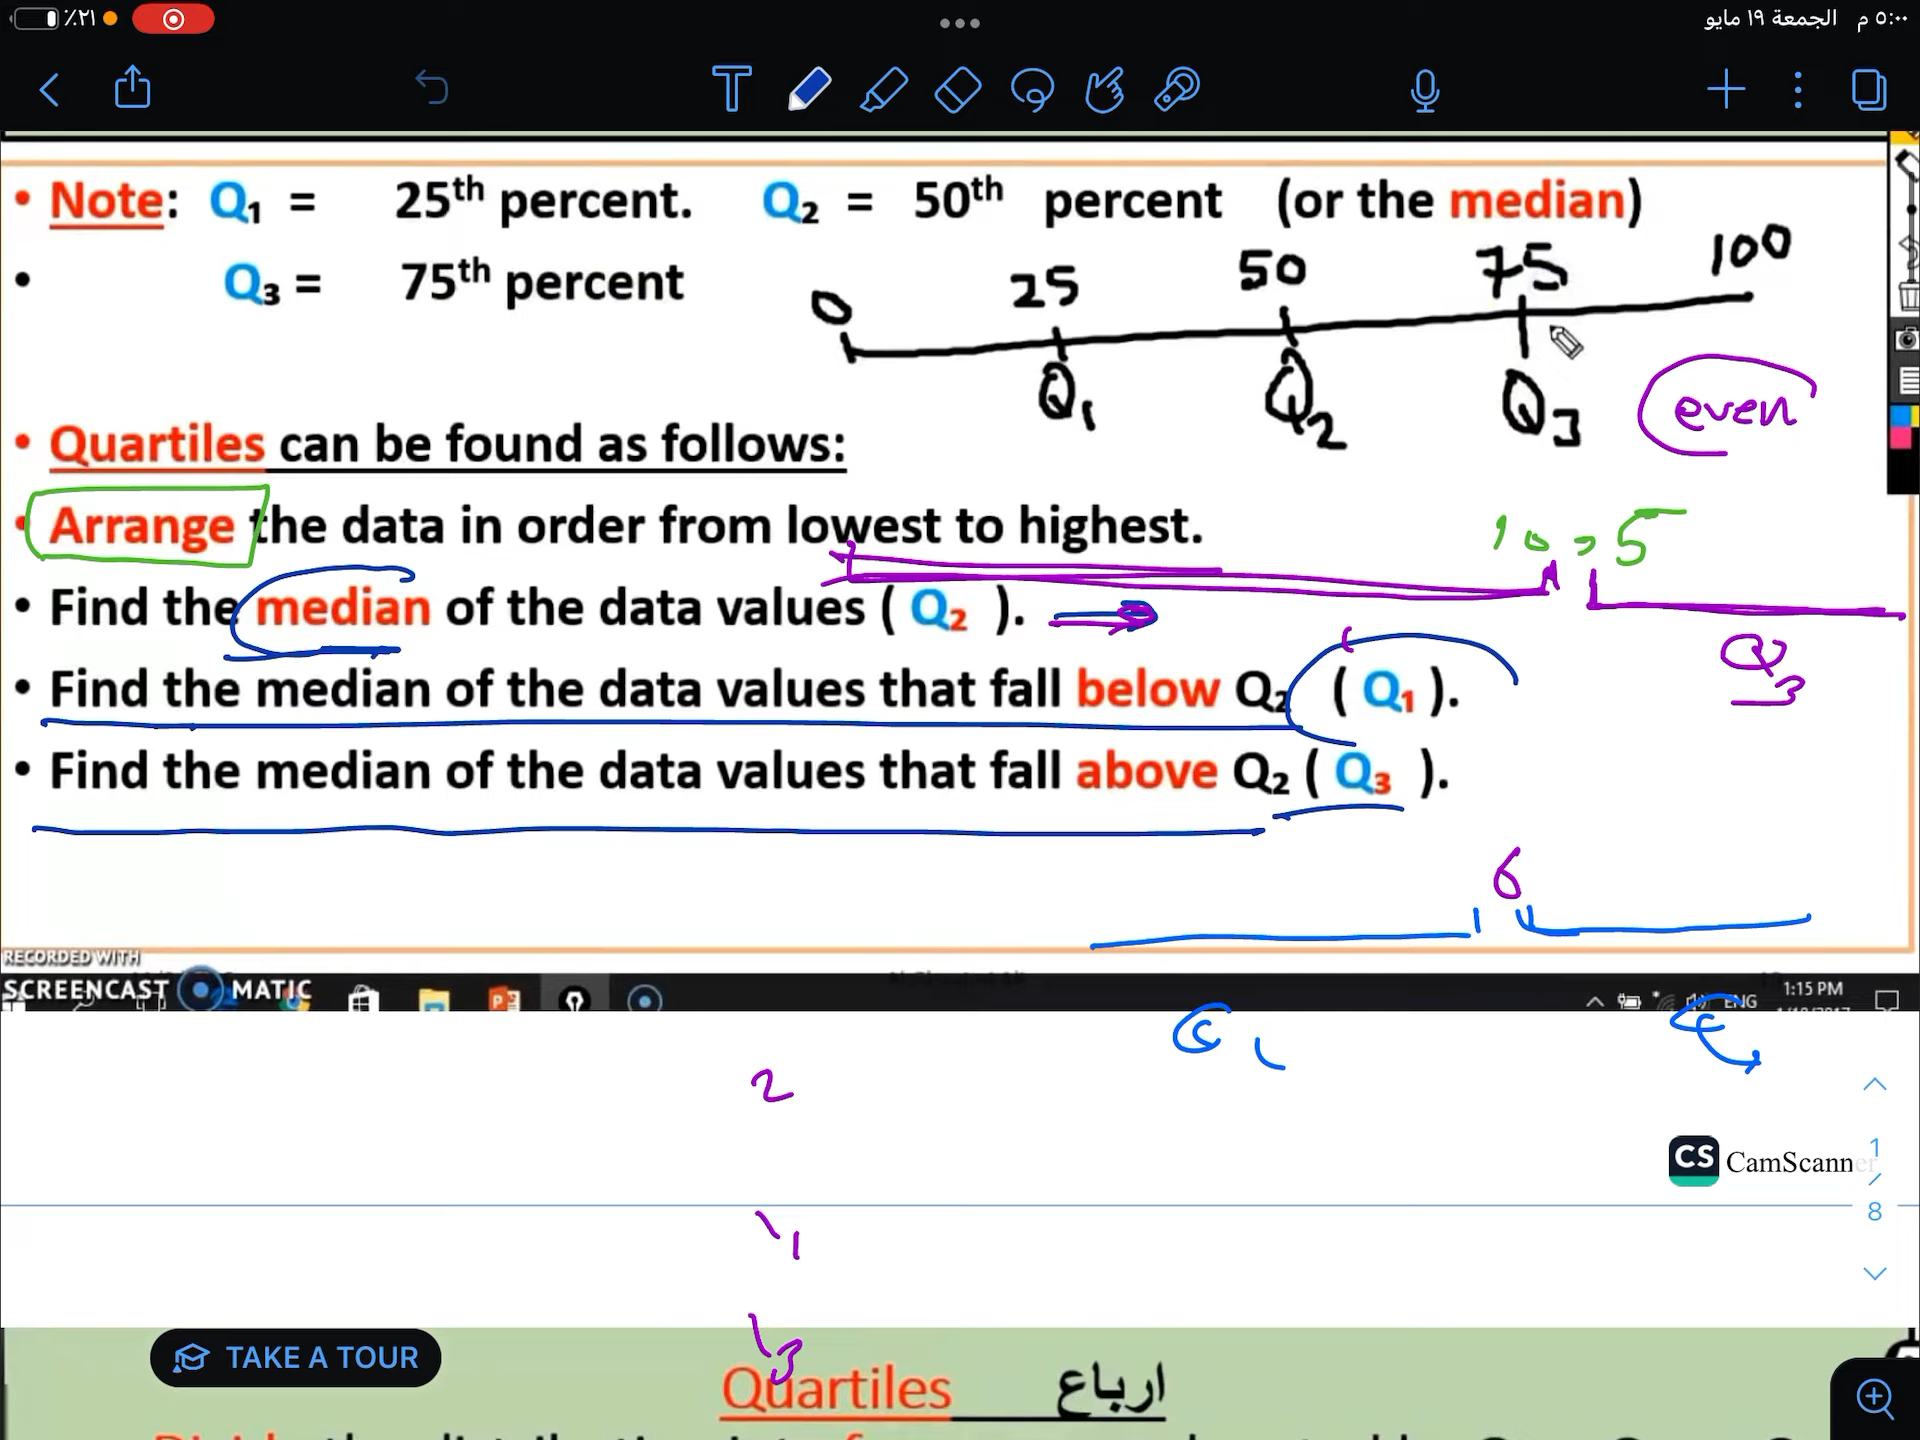 ٪٢١
٥:٠٠ م الجمعة ١٩ مايو
• Note: Q₁ = 25th percent. Q₂ = 50th percent (or the median)
• Q₃ = 75th percent
0 25 50 75 100
Q₁ Q₂ Q₃
even
• Quartiles can be found as follows:
• Arrange the data in order from lowest to highest.
10 5
• Find the median of the data values ( Q₂ ).
Q3
• Find the median of the data values that fall below Q₂ ( Q₁ ).
• Find the median of the data values that fall above Q₂ ( Q₃ ).
6
RECORDED WITH
SCREENCAST MATIC
ENG
1:15 PM
2
CS CamScanner
1
/
8
TAKE A TOUR
Quartiles ارباع